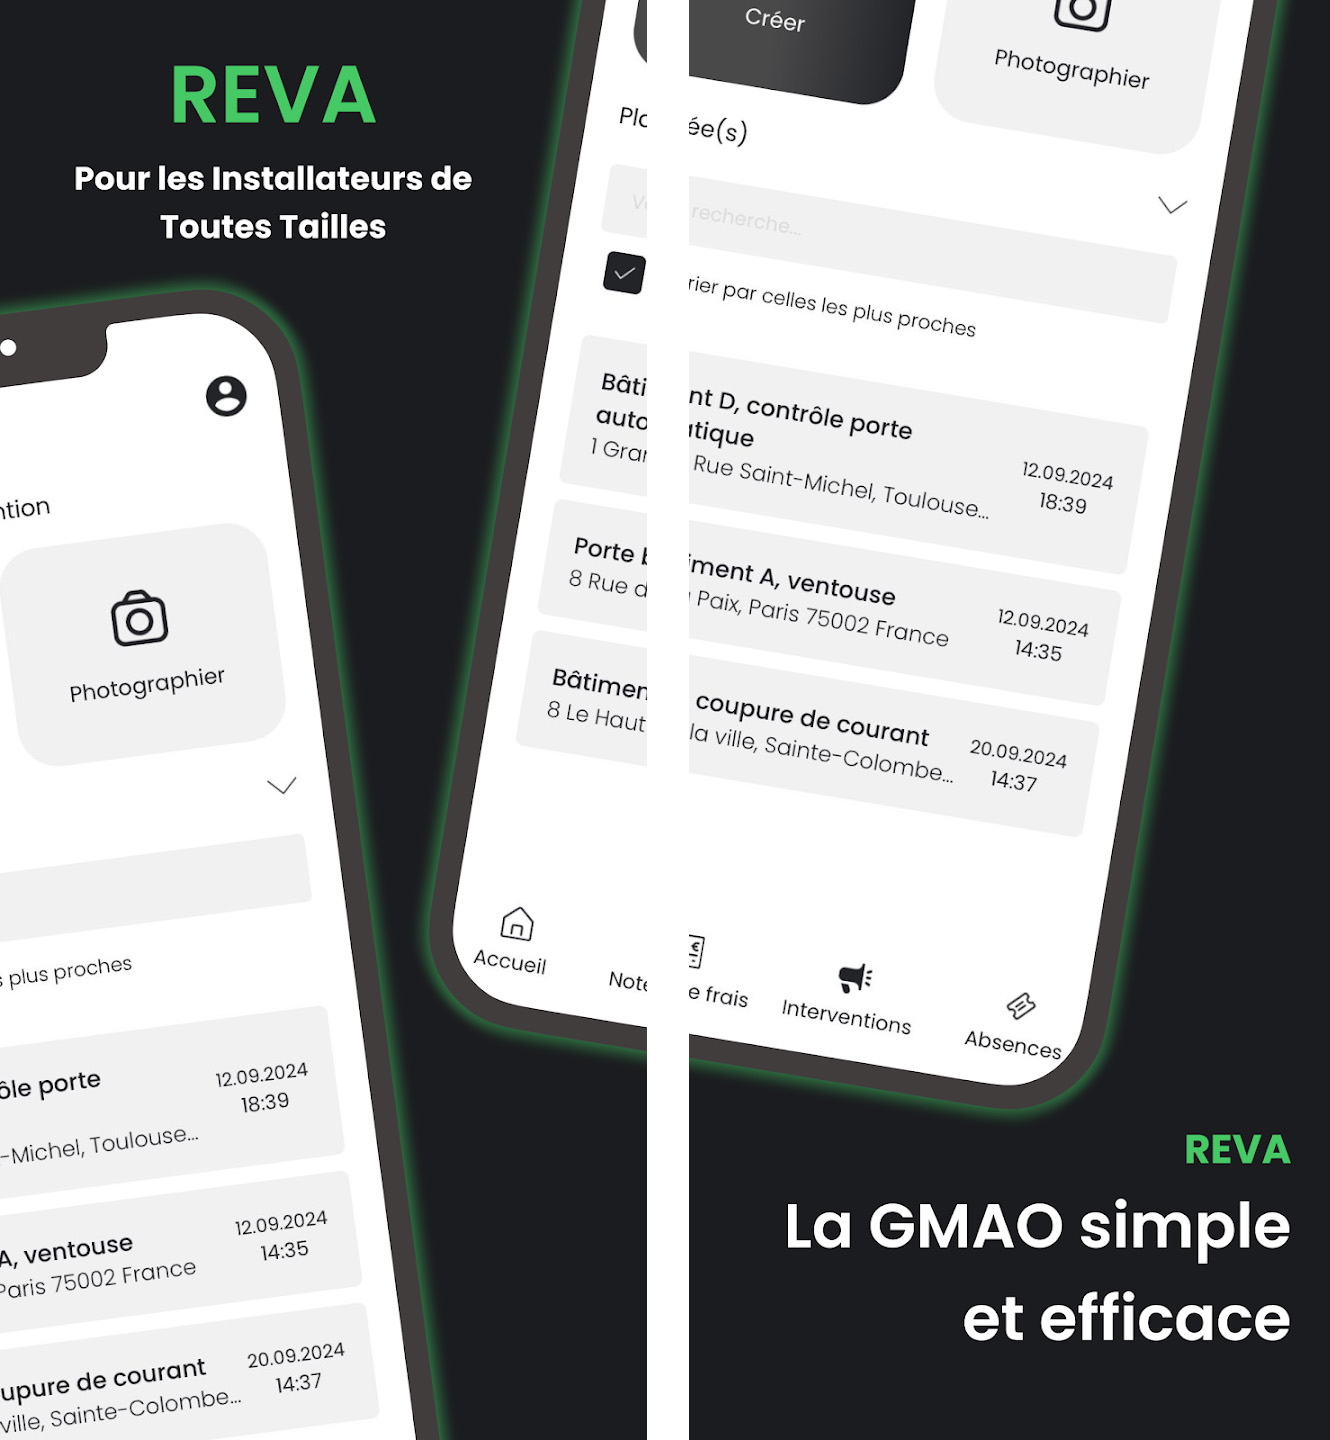 REVA
Pour les Installateurs de
Toutes Tailles
Photographier
plus proches
ôle porte
12.09.2024
18:39
-Michel, Toulouse...
A, ventouse
Paris 75002 France
12.09.2024
14:35
upure de courant
ville, Sainte-Colombe...
20.09.2024
14:37
Créer
Photographier
ée(s)
recherche...
rier par celles les plus proches
Bâti nt D, contrôle porte
auto atique
1 Gra Rue Saint-Michel, Toulouse...
12.09.2024
18:39
Porte b iment A, ventouse
8 Rue d Paix, Paris 75002 France
12.09.2024
14:35
Bâtimen coupure de courant
8 Le Haut la ville, Sainte-Colombe...
20.09.2024
14:37
Accueil
Note e frais
Interventions
Absences
REVA
La GMAO simple
et efficace